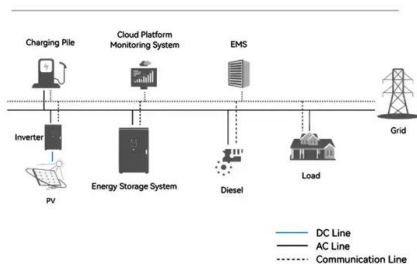 Charging Pile
Cloud Platform
Monitoring System
EMS
Grid
Inverter
PV
Energy Storage System
Diesel
Load
DC Line
AC Line
Communication Line